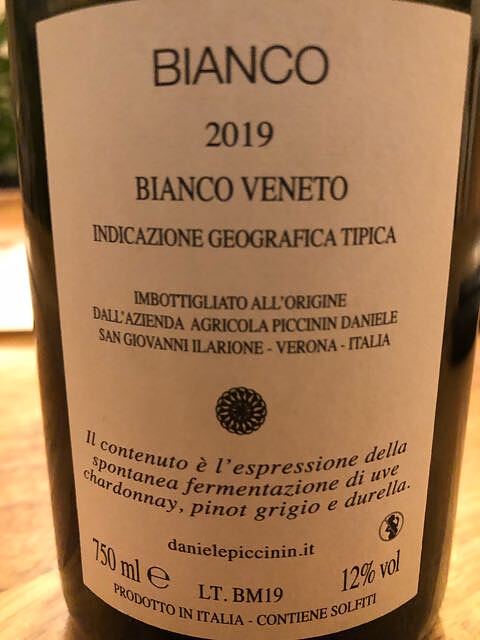 BIANCO
2019
BIANCO VENETO
INDICAZIONE GEOGRAFICA TIPICA
IMBOTTIGLIATO ALL'ORIGINE
DALL'AZIENDA AGRICOLA PICCININ DANIELE
SAN GIOVANNI ILARIONE - VERONA - ITALIA
Il contenuto è l'espressione della
spontanea fermentazione di uve
chardonnay, pinot grigio e durella.
danielepiccinin.it
750 ml ℮ LT. BM19 12% vol
PRODOTTO IN ITALIA - CONTIENE SOLFITI